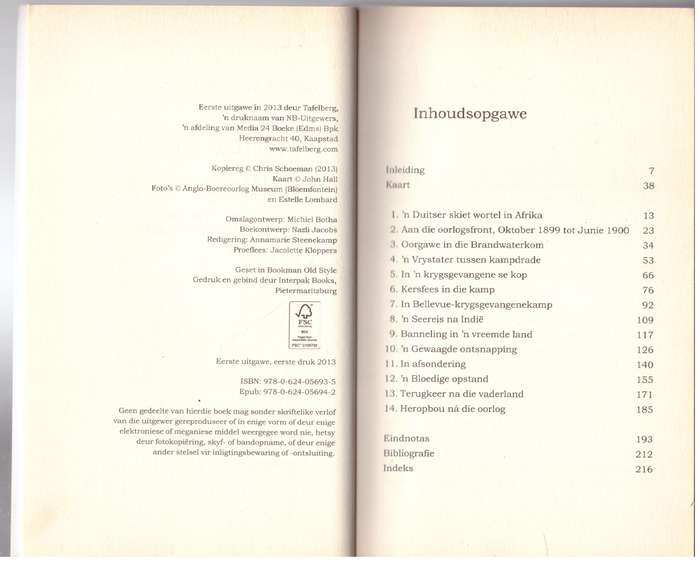 Eerste uitgawe in 2013 deur Tafelberg,
'n druknaam van NB-Uitgewers,
'n afdeling van Media 24 Boeke (Edms) Bpk
Heerengracht 40, Kaapstad
www.tafelberg.com
Kopiereg © Chris Schoeman (2013)
Kaart © John Hall
Foto's © Anglo-Boereoorlog Museum (Bloemfontein)
en Estelle Lombard
Omslagontwerp: Michiel Botha
Boekontwerp: Nazli Jacobs
Redigering: Annamarie Steenekamp
Proeflees: Jacolette Kloppers
Geset in Bookman Old Style
Gedruk en gebind deur Interpak Books,
Pietermaritzburg
FSC
Eerste uitgawe, eerste druk 2013
ISBN: 978-0-624-05693-5
Epub: 978-0-624-05694-2
Geen gedeelte van hierdie boek mag sonder skriftelike verlof
van die uitgewer gereproduseer of in enige vorm of deur enige
elektroniese of meganiese middel weergegee word nie, hetsy
deur fotokopiëring, skyf- of bandopname, of deur enige
ander stelsel vir inligtingsbewaring of -ontsluiting.
Inhoudsopgawe
Inleiding 7
Kaart 38
1. 'n Duitser skiet wortel in Afrika 13
2. Aan die oorlogsfront, Oktober 1899 tot Junie 1900 23
3. Oorgawe in die Brandwaterkom 34
4. 'n Vrystater tussen kampdrade 53
5. In 'n krygsgevangene se kop 66
6. Kersfees in die kamp 76
7. In Bellevue-krygsgevangenekamp 92
8. 'n Seereis na Indië 109
9. Banneling in 'n vreemde land 117
10. 'n Gewaagde ontsnapping 126
11. In afsondering 140
12. 'n Bloedige opstand 155
13. Terugkeer na die vaderland 171
14. Heropbou ná die oorlog 185
Eindnotas 193
Bibliografie 212
Indeks 216